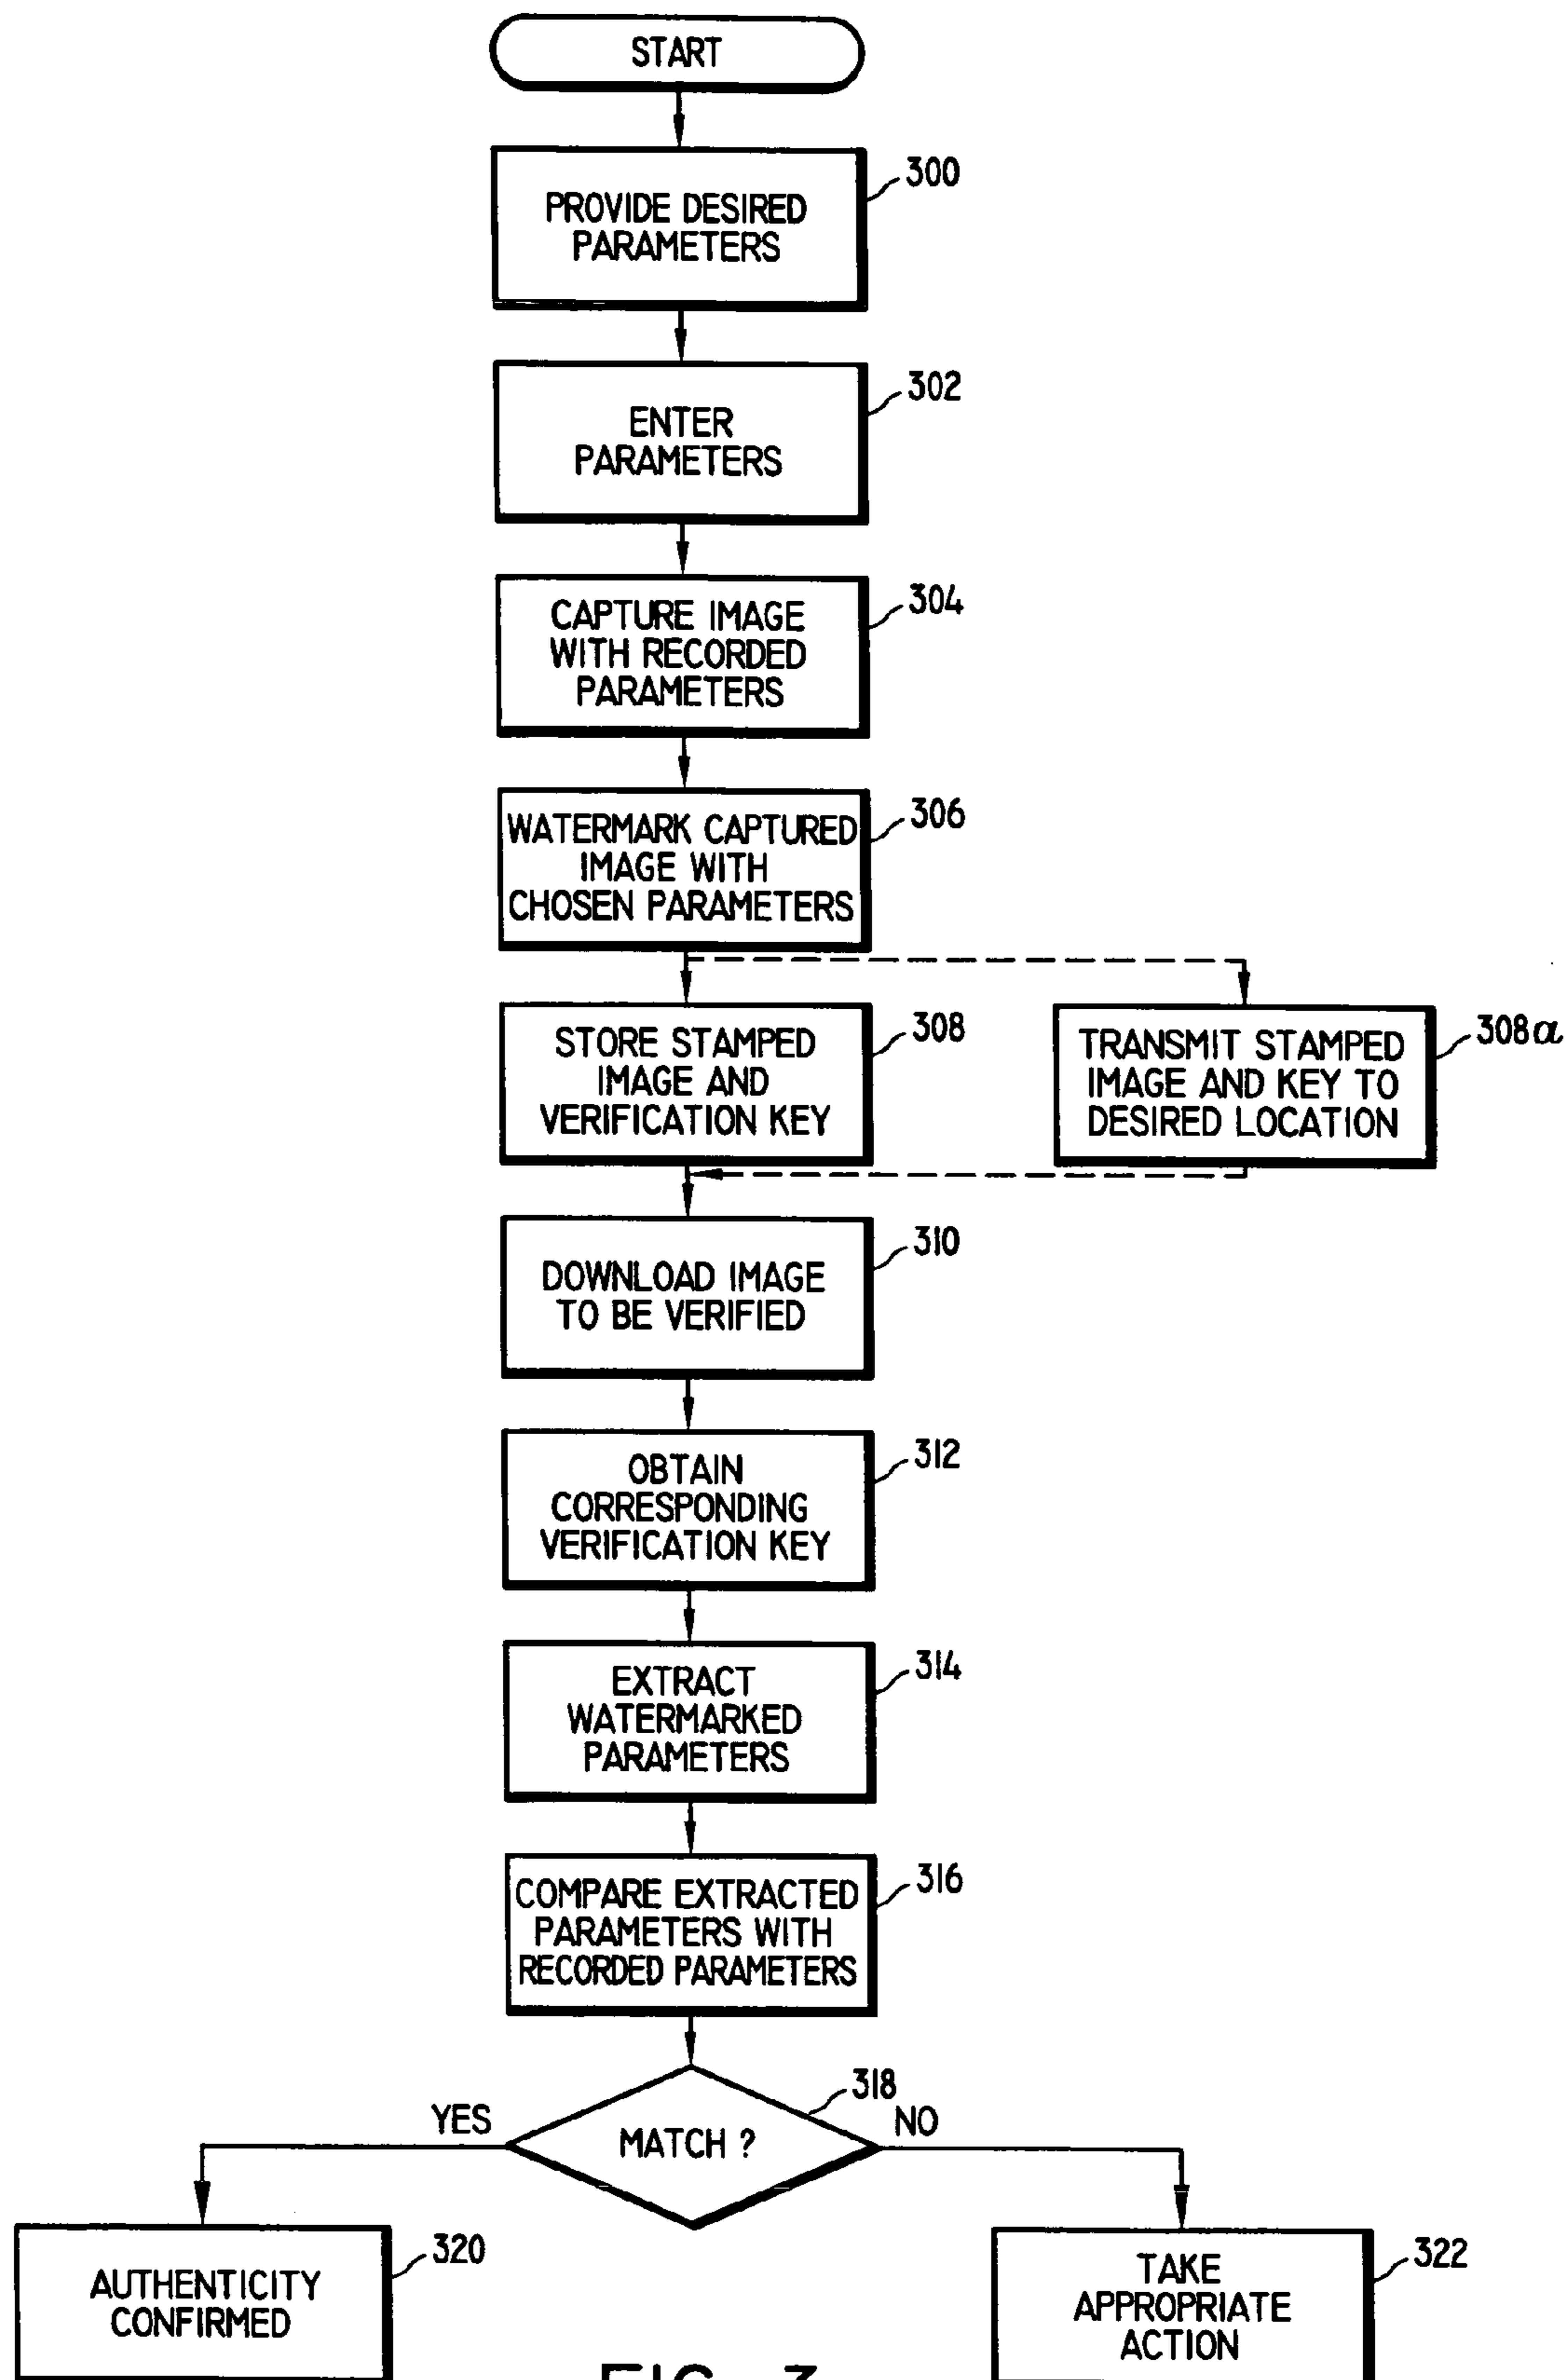 START
300
PROVIDE DESIRED
PARAMETERS
302
ENTER
PARAMETERS
304
CAPTURE IMAGE
WITH RECORDED
PARAMETERS
306
WATERMARK CAPTURED
IMAGE WITH
CHOSEN PARAMETERS
308
STORE STAMPED
IMAGE AND
VERIFICATION KEY
308a
TRANSMIT STAMPED
IMAGE AND KEY TO
DESIRED LOCATION
310
DOWNLOAD IMAGE
TO BE VERIFIED
312
OBTAIN
CORRESPONDING
VERIFICATION KEY
314
EXTRACT
WATERMARKED
PARAMETERS
316
COMPARE EXTRACTED
PARAMETERS WITH
RECORDED PARAMETERS
318
YES
MATCH ?
NO
320
AUTHENTICITY
CONFIRMED
322
TAKE
APPROPRIATE
ACTION